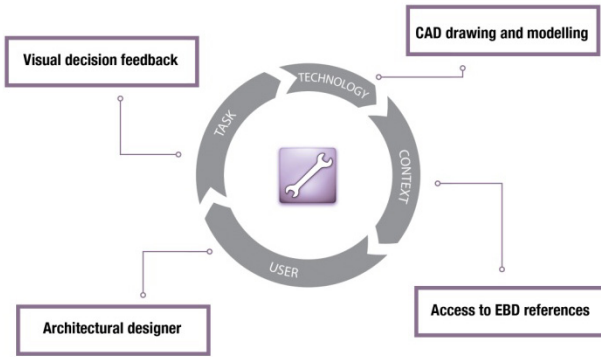 CAD drawing and modelling
Visual decision feedback
TECHNOLOGY
TASK
CONTEXT
USER
Access to EBD references
Architectural designer